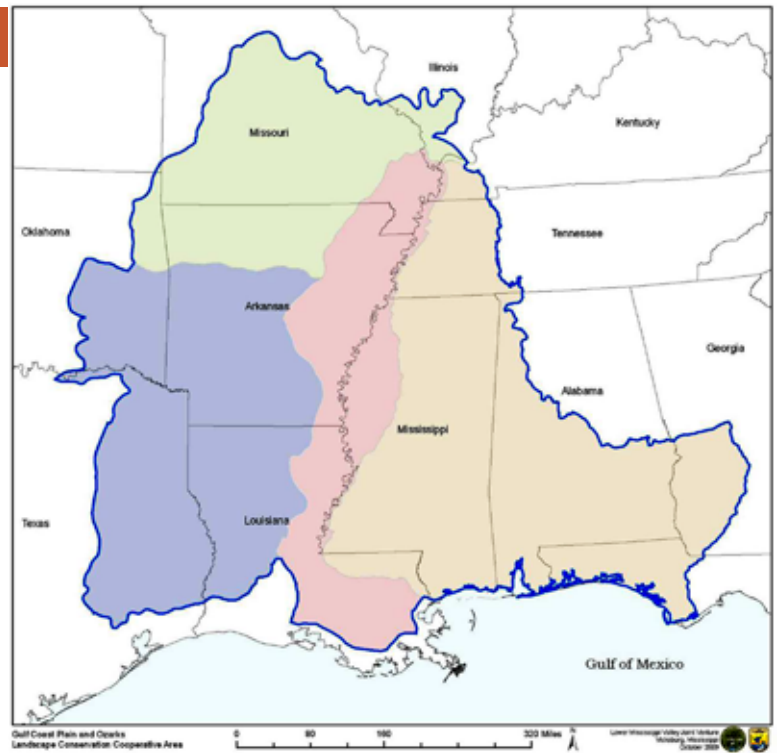 Illinois
Missouri
Kentucky
Oklahoma
Tennessee
Arkansas
Georgia
Alabama
Mississippi
Texas
Louisiana
Gulf of Mexico
Gulf Coast Plain and Ozarks
Landscape Conservation Cooperative Area
0 80 160 320 Miles
N
Lower Mississippi Valley Joint Venture
Vicksburg, Mississippi
October 2009